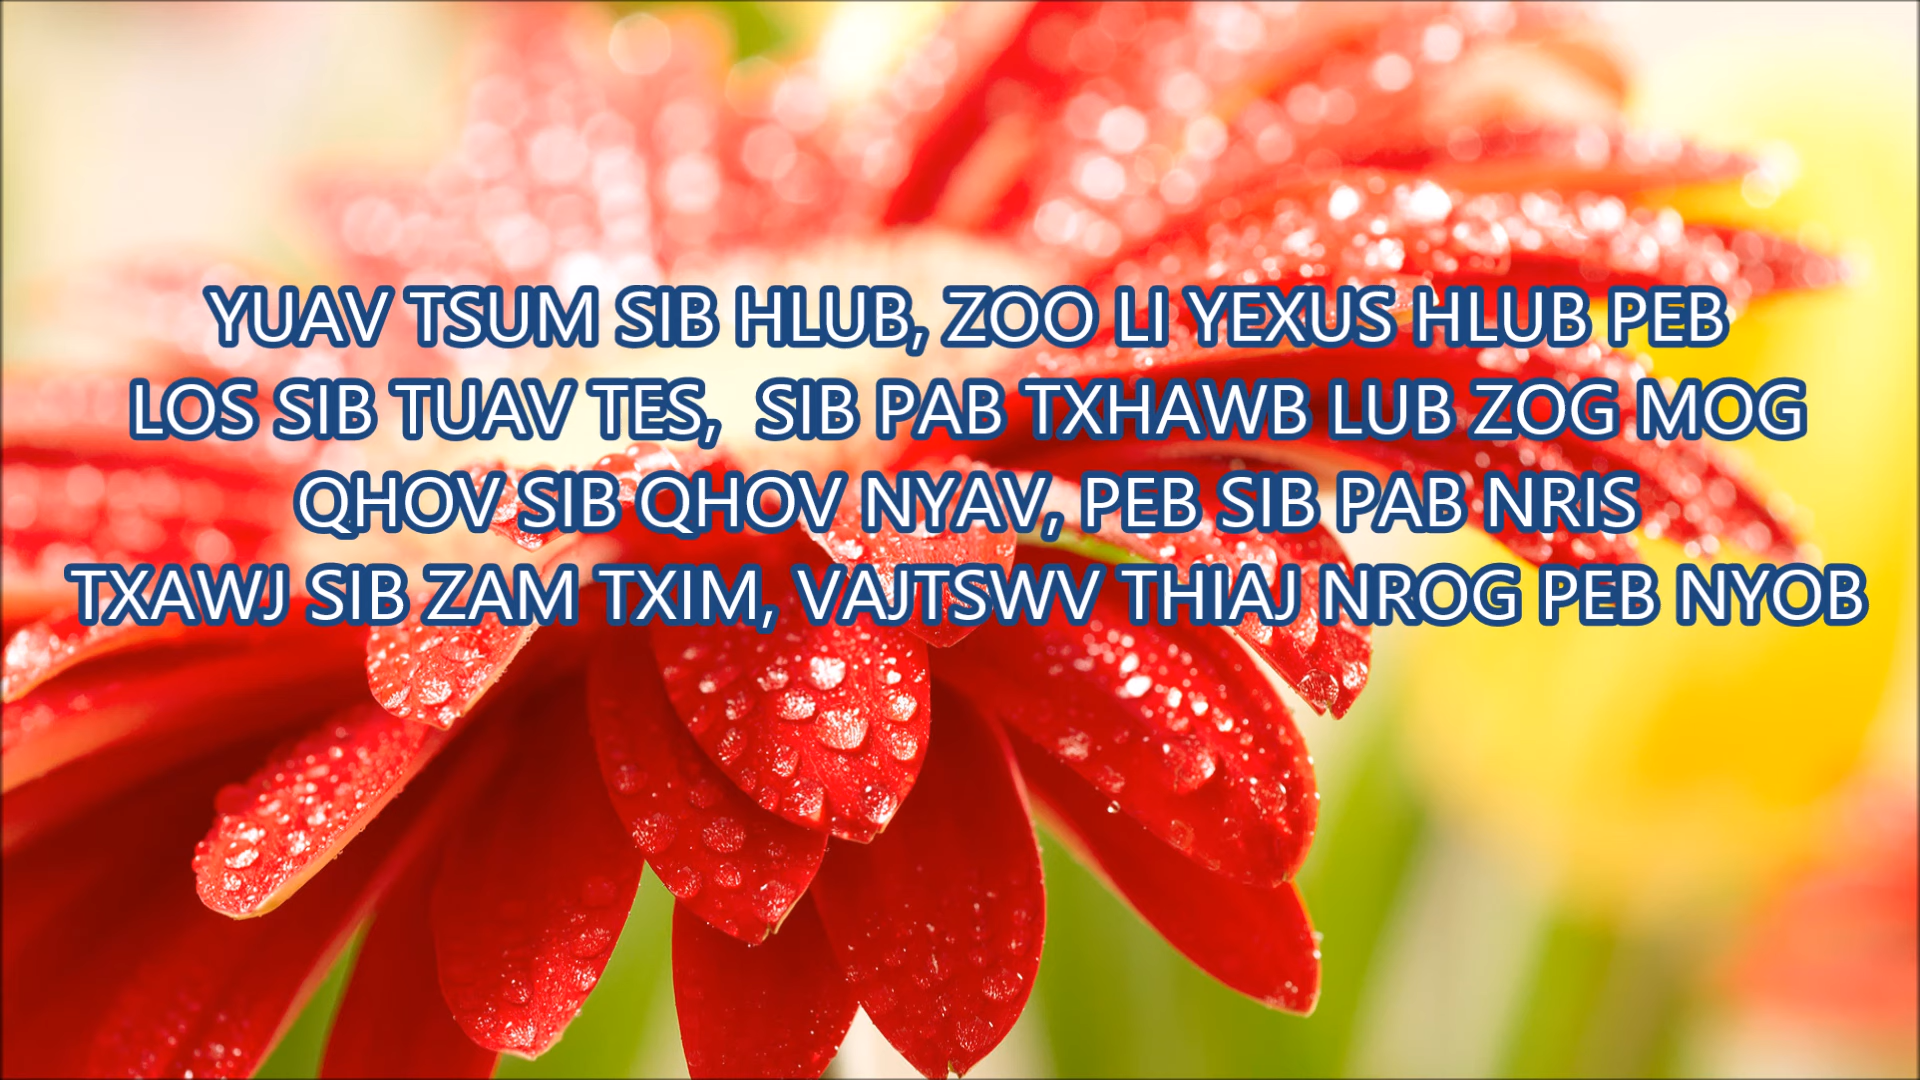 YUAV TSUM SIB HLUB, ZOO LI YEXUS HLUB PEB
LOS SIB TUAV TES, SIB PAB TXHAWB LUB ZOG MOG
QHOV SIB QHOV NYAV, PEB SIB PAB NRIS
TXAWJ SIB ZAM TXIM, VAJTSWV THIAJ NROG PEB NYOB